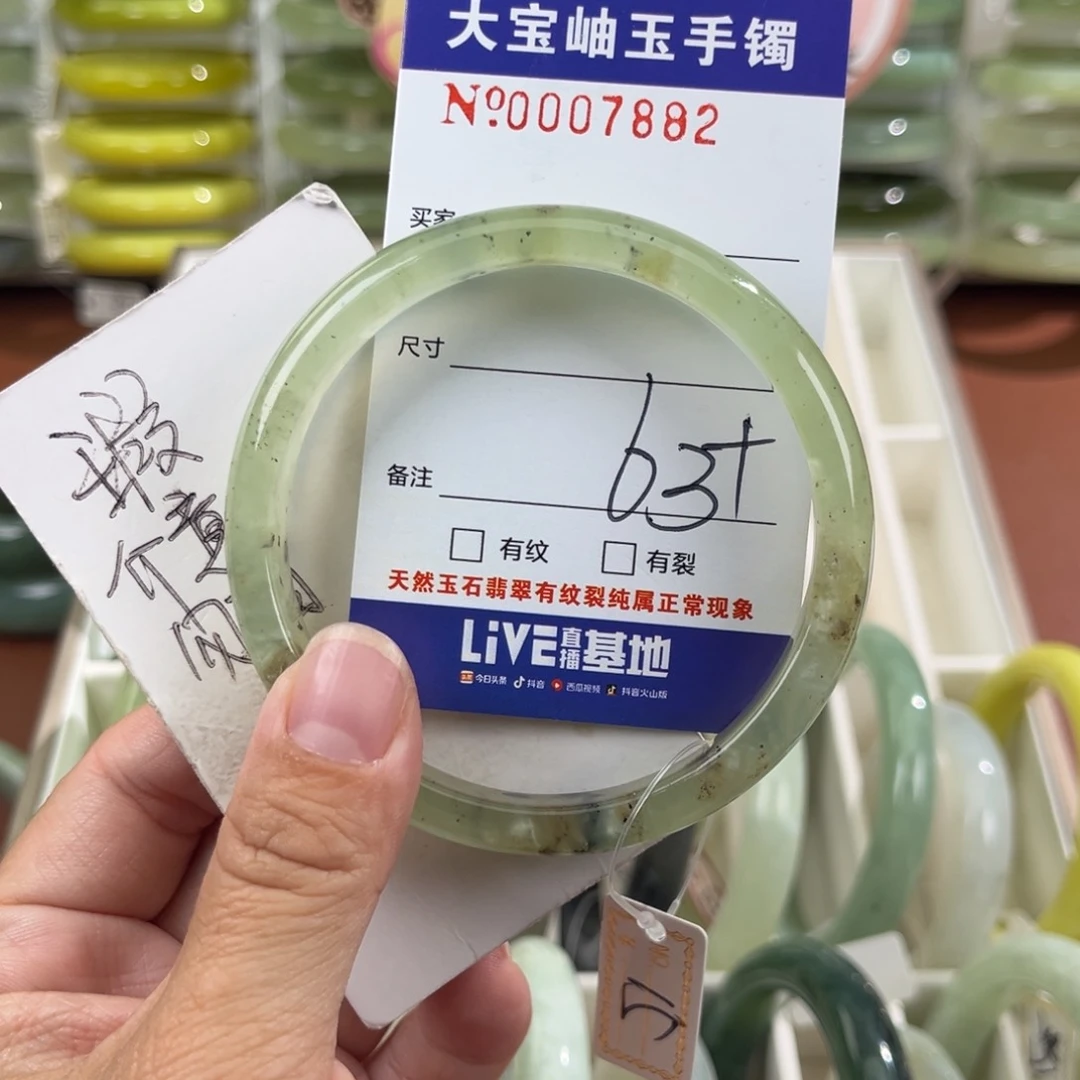 大宝岫玉手镯
№0007882
买家
尺寸
备注
63+
有纹
有裂
天然玉石翡翠有纹裂纯属正常现象
LiVE直播基地
今日头条 抖音 西瓜视频 抖音火山版